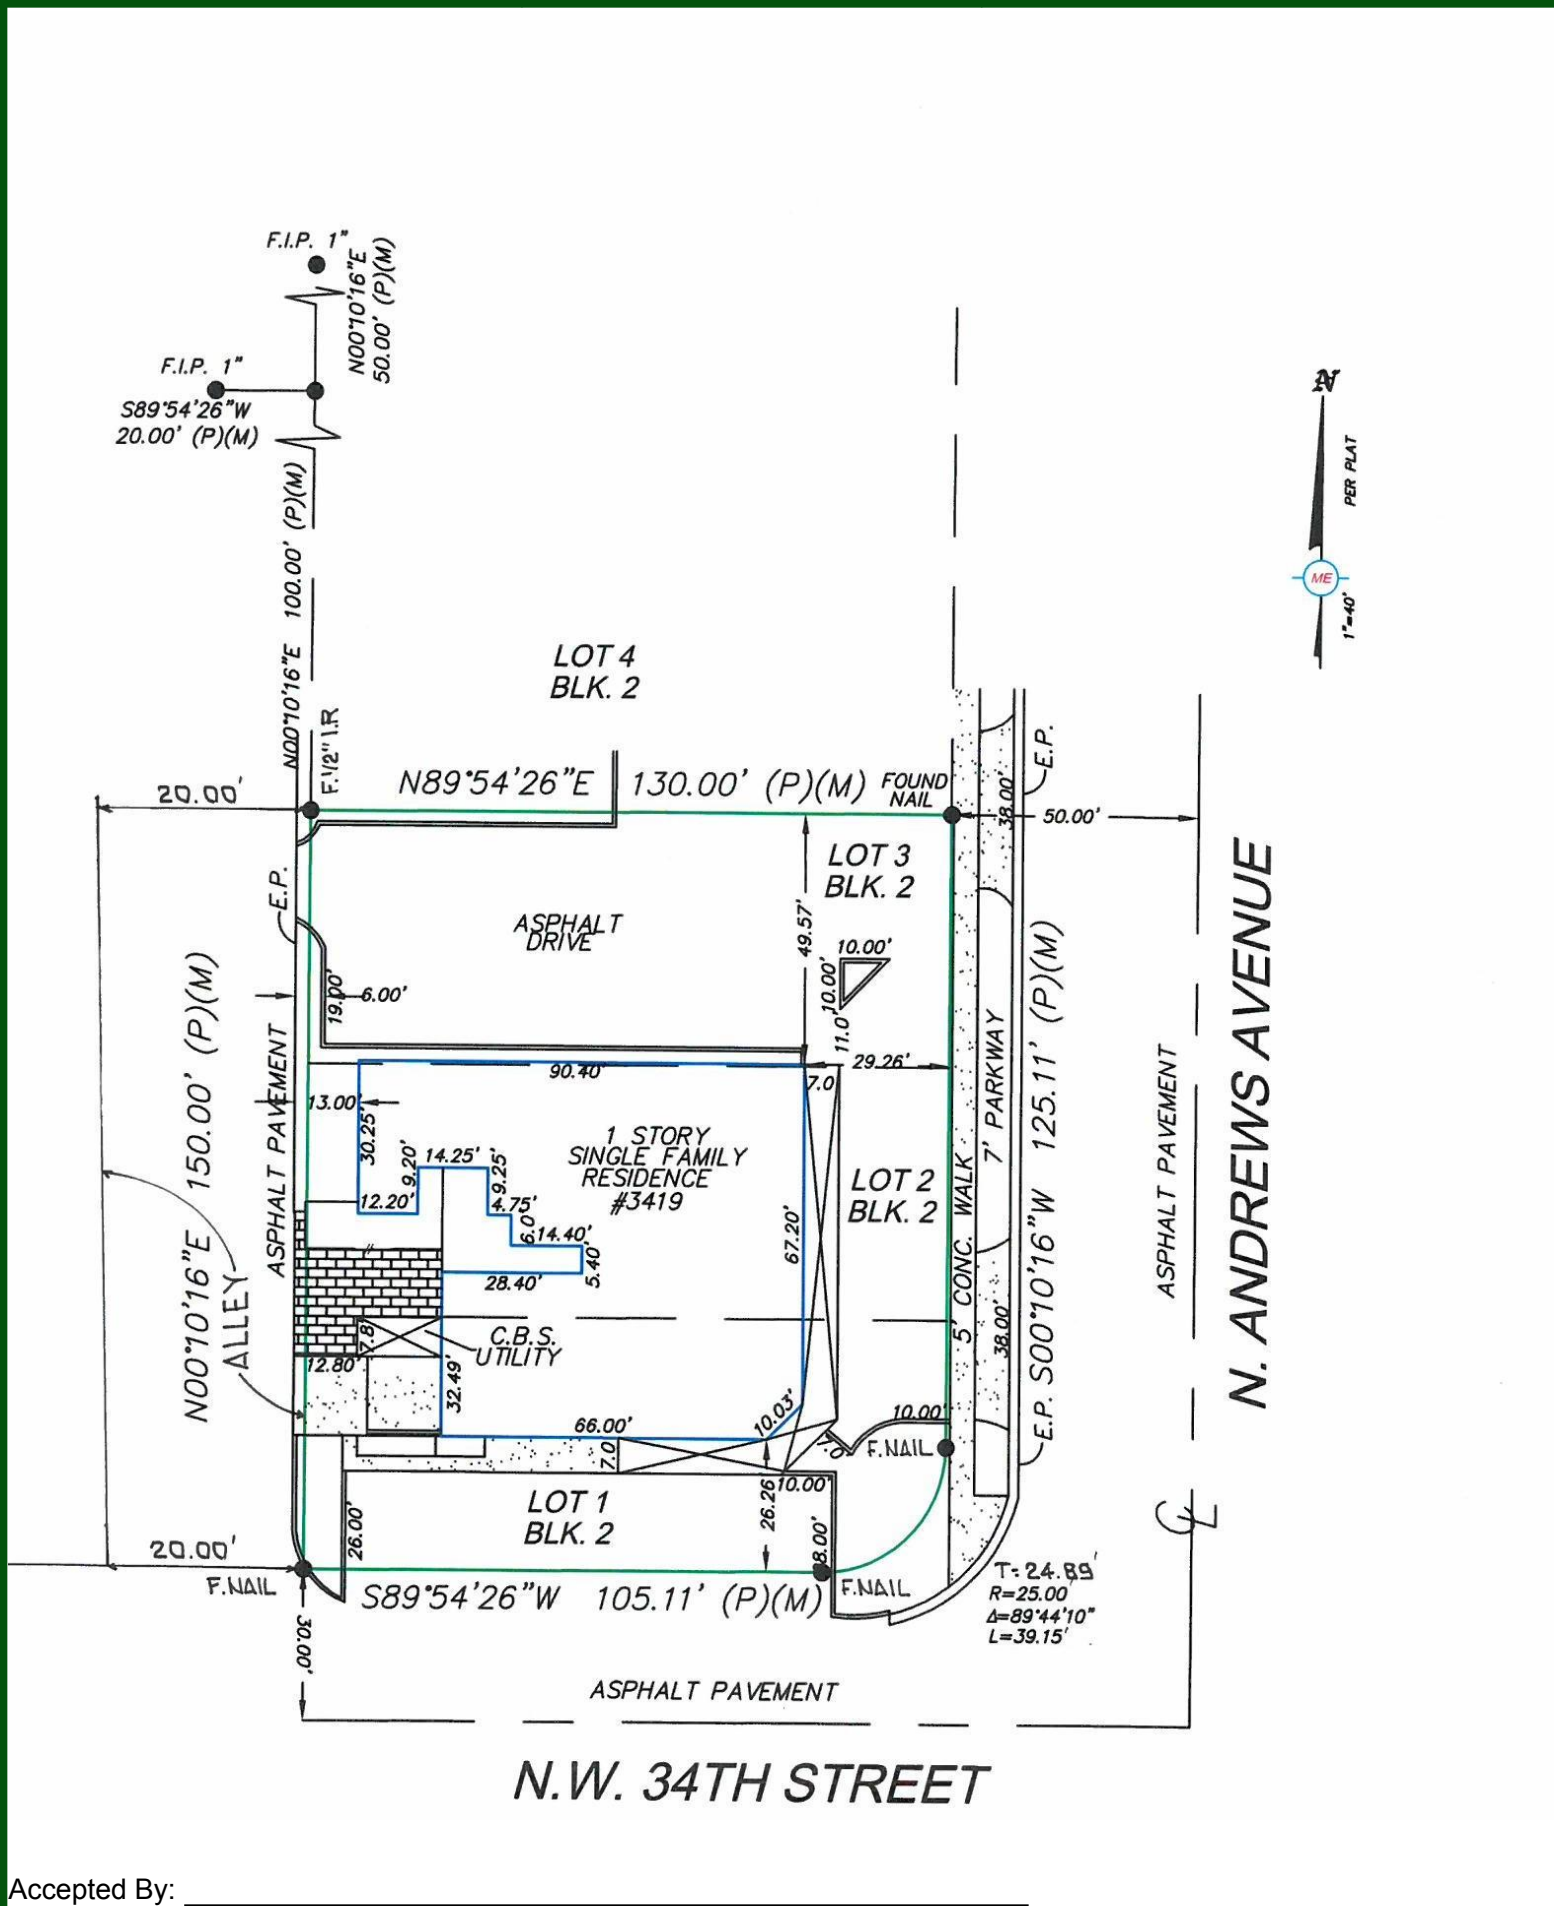 F.I.P. 1"
N00°10'16"E
50.00' (P)(M)
F.I.P. 1"
S89°54'26"W
20.00' (P)(M)
N
PER PLAT
ME
1"=40'
N00°10'16"E 100.00' (P)(M)
LOT 4
BLK. 2
F.1/2" I.R
E.P.
20.00'
N89°54'26"E 130.00' (P)(M)
FOUND
NAIL
38.00'
50.00'
LOT 3
BLK. 2
E.P.
ASPHALT
DRIVE
49.57'
10.00'
10.00'
11.0'
19.00'
6.00'
N. ANDREWS AVENUE
N00°10'16"E 150.00' (P)(M)
ASPHALT PAVEMENT
7' PARKWAY
S00°10'16"W 125.11' (P)(M)
ASPHALT PAVEMENT
90.40'
7.0
29.26'
13.00'
30.25'
1 STORY
SINGLE FAMILY
RESIDENCE
#3419
9.20'
14.25'
9.25'
12.20'
4.75'
6.0'
14.40'
5.40'
28.40'
67.20'
LOT 2
BLK. 2
5' CONC. WALK
ALLEY
7.8'
C.B.S.
UTILITY
12.80'
32.49'
38.00'
66.00'
10.03'
10.00'
E.P.
7.0'
F.NAIL
7.0'
10.00'
26.26'
LOT 1
BLK. 2
26.00'
8.00'
CL
20.00'
F.NAIL
S89°54'26"W 105.11' (P)(M)
F.NAIL
T=24.89'
R=25.00'
Δ=89°44'10"
L=39.15'
30.00'
ASPHALT PAVEMENT
N.W. 34TH STREET
Accepted By: